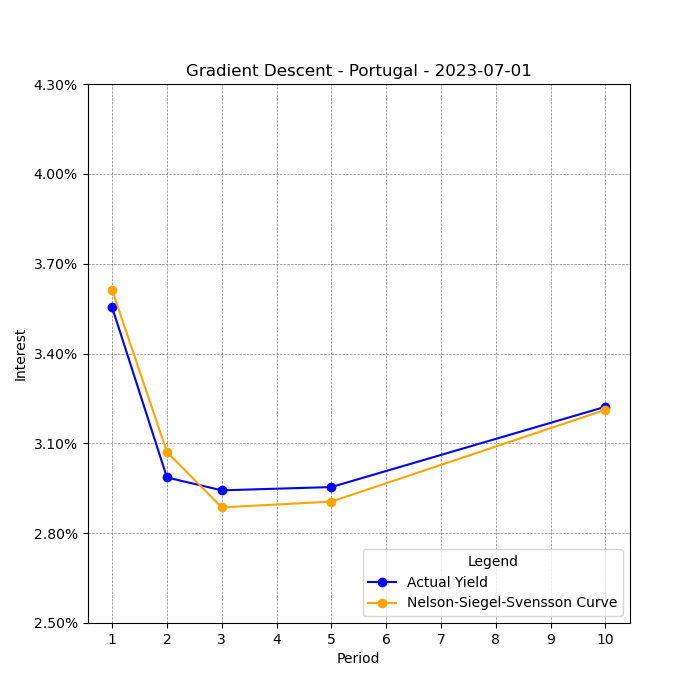 Gradient Descent - Portugal - 2023-07-01
4.30%
4.00%
3.70%
3.40%
3.10%
2.80%
2.50%
Interest
1 2 3 4 5 6 7 8 9 10
Period
Legend
Actual Yield
Nelson-Siegel-Svensson Curve